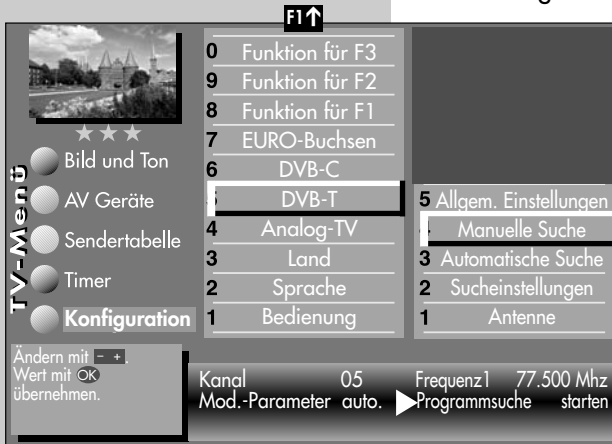 F1↑
0 Funktion für F3
9 Funktion für F2
8 Funktion für F1
7 EURO-Buchsen
6 DVB-C
DVB-T
4 Analog-TV
3 Land
2 Sprache
1 Bedienung
TV-Menü
Bild und Ton
AV Geräte
Sendertabelle
Timer
Konfiguration
5 Allgem. Einstellungen
Manuelle Suche
3 Automatische Suche
2 Sucheinstellungen
1 Antenne
Ändern mit - + .
Wert mit OK
übernehmen.
Kanal 05 Frequenz1 77.500 Mhz
Mod.-Parameter auto. Programmsuche starten